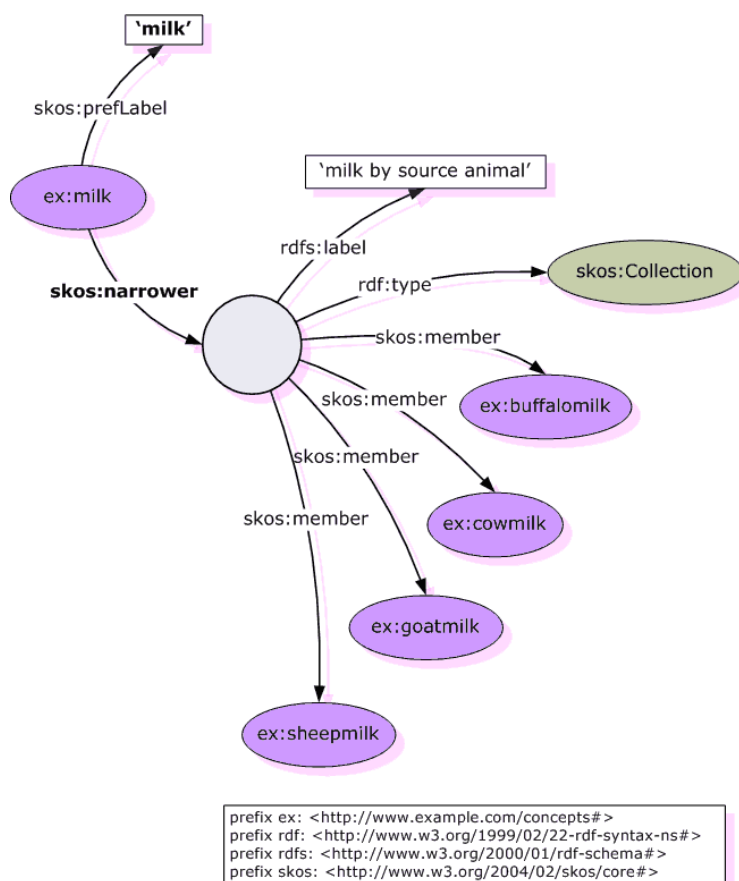 ‘milk’
skos:prefLabel
ex:milk
‘milk by source animal’
rdfs:label
skos:narrower
rdf:type
skos:Collection
skos:member
ex:buffalomilk
skos:member
skos:member
skos:member
ex:cowmilk
ex:goatmilk
ex:sheepmilk
prefix ex: <http://www.example.com/concepts#>
prefix rdf: <http://www.w3.org/1999/02/22-rdf-syntax-ns#>
prefix rdfs: <http://www.w3.org/2000/01/rdf-schema#>
prefix skos: <http://www.w3.org/2004/02/skos/core#>